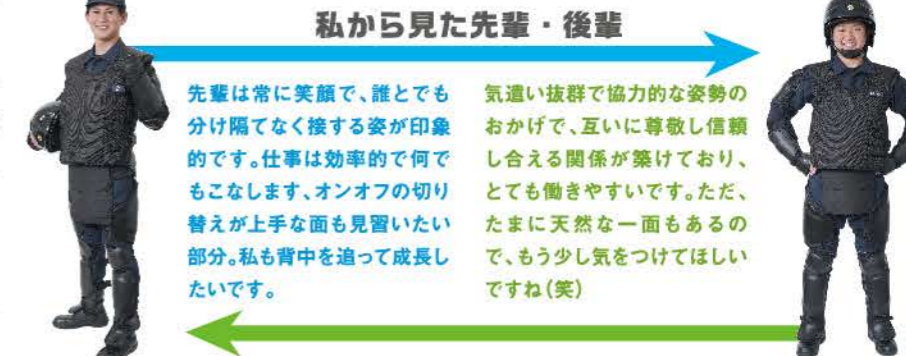 私から見た先輩・後輩
先輩は常に笑顔で、誰とでも
分け隔てなく接する姿が印象
的です。仕事は効率的で何で
もこなします、オンオフの切り
替えが上手な面も見習いたい
部分。私も背中を追って成長し
たいです。
気遣い抜群で協力的な姿勢の
おかげで、互いに尊敬し信頼
し合える関係が築けており、
とても働きやすいです。ただ、
たまに天然な一面もあるの
で、もう少し気をつけてほしい
ですね(笑)